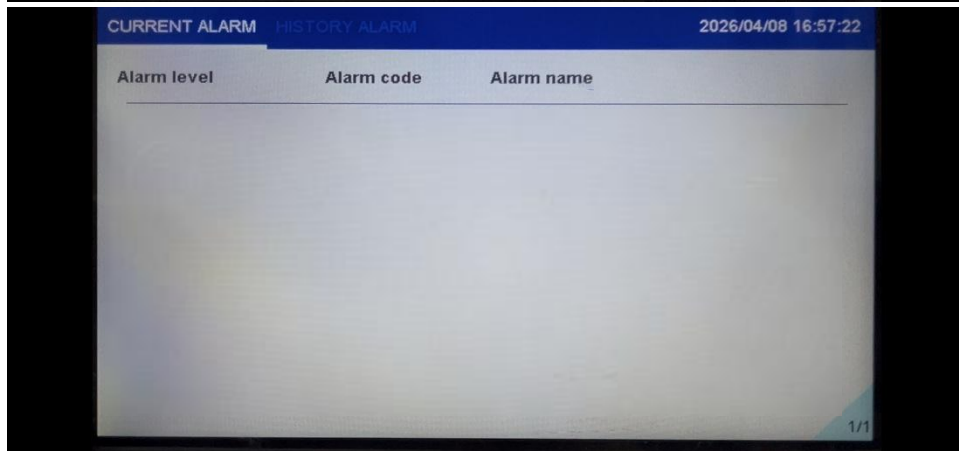 CURRENT ALARM HISTORY ALARM 2026/04/08 16:57:22
Alarm level Alarm code Alarm name
1/1